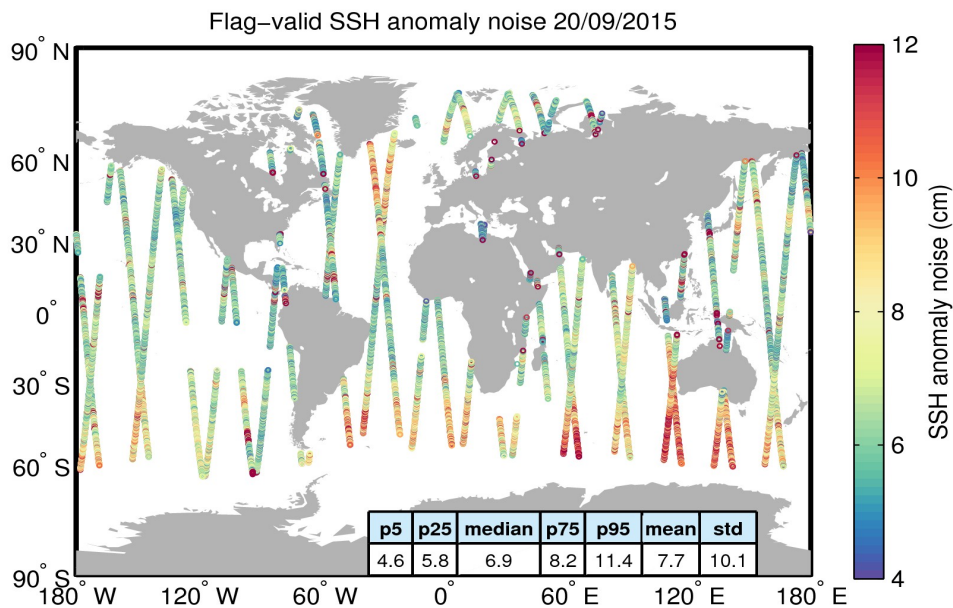 Flag−valid SSH anomaly noise 20/09/2015
90° N
60° N
30° N
0°
30° S
60° S
90° S
180° W 120° W 60° W 0° 60° E 120° E 180° E
p5 p25 median p75 p95 mean std
4.6 5.8 6.9 8.2 11.4 7.7 10.1
12
10
8
6
4
SSH anomaly noise (cm)